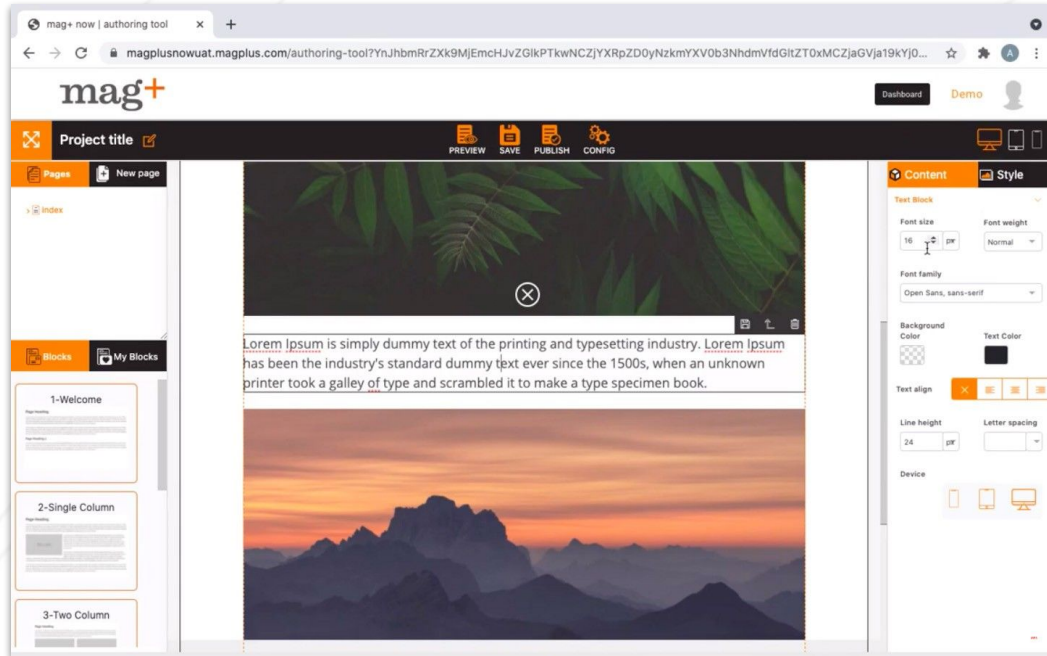 mag+ now | authoring tool
magplusnowuat.magplus.com/authoring-tool?YnJhbmRrZXk9MjEmcHJvZGlkPTkwNCZjYXRpZD0yNzkmYXV0b3NhdmVfdGltZT0xMCZjaGVja19kYj0...
A
mag+
Dashboard
Demo
Project title
PREVIEW SAVE PUBLISH CONFIG
Pages
New page
Index
Content
Style
Text Block
Font size
Font weight
16
px
Normal
Font family
Open Sans, sans-serif
Background Color
Text Color
Text align
Line height
Letter spacing
24
px
Device
Lorem Ipsum is simply dummy text of the printing and typesetting industry. Lorem Ipsum
has been the industry's standard dummy text ever since the 1500s, when an unknown
printer took a galley of type and scrambled it to make a type specimen book.
Blocks
My Blocks
1-Welcome
Page Heading
2-Single Column
Page Heading
3-Two Column